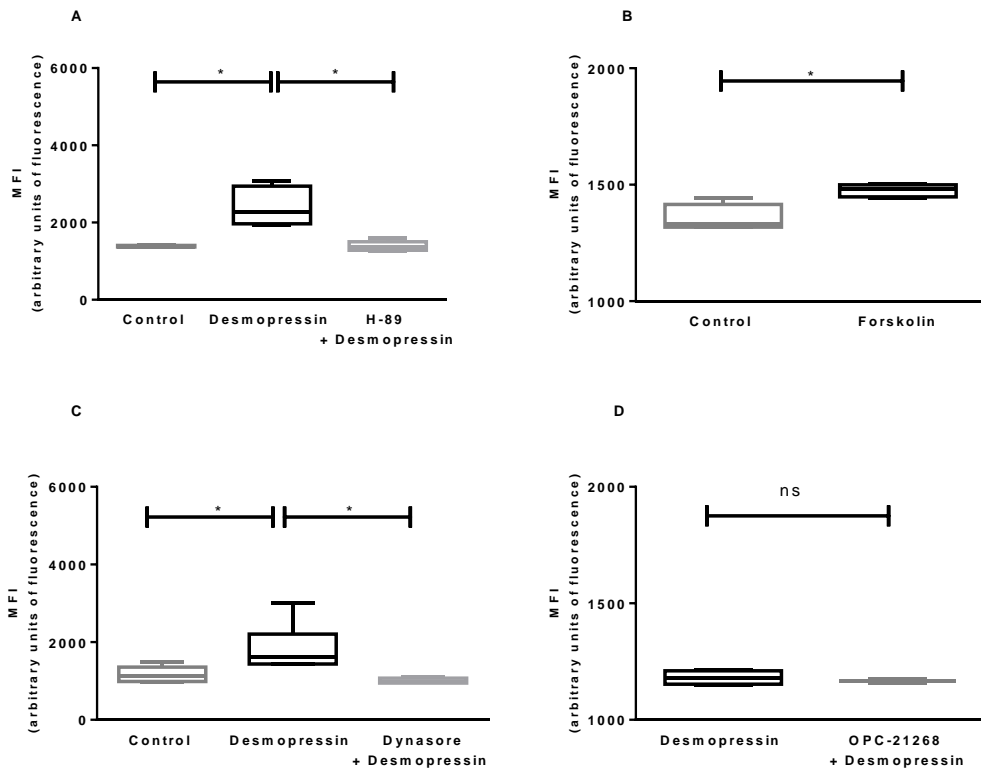 A
MFI
(arbitrary units of fluorescence)
6000
4000
2000
0
*
*
Control
Desmopressin
H-89
+ Desmopressin
B
MFI
(arbitrary units of fluorescence)
2000
1500
1000
*
Control
Forskolin
C
MFI
(arbitrary units of fluorescence)
6000
4000
2000
0
*
*
Control
Desmopressin
Dynasore
+ Desmopressin
D
MFI
(arbitrary units of fluorescence)
2000
1500
1000
ns
Desmopressin
OPC-21268
+ Desmopressin